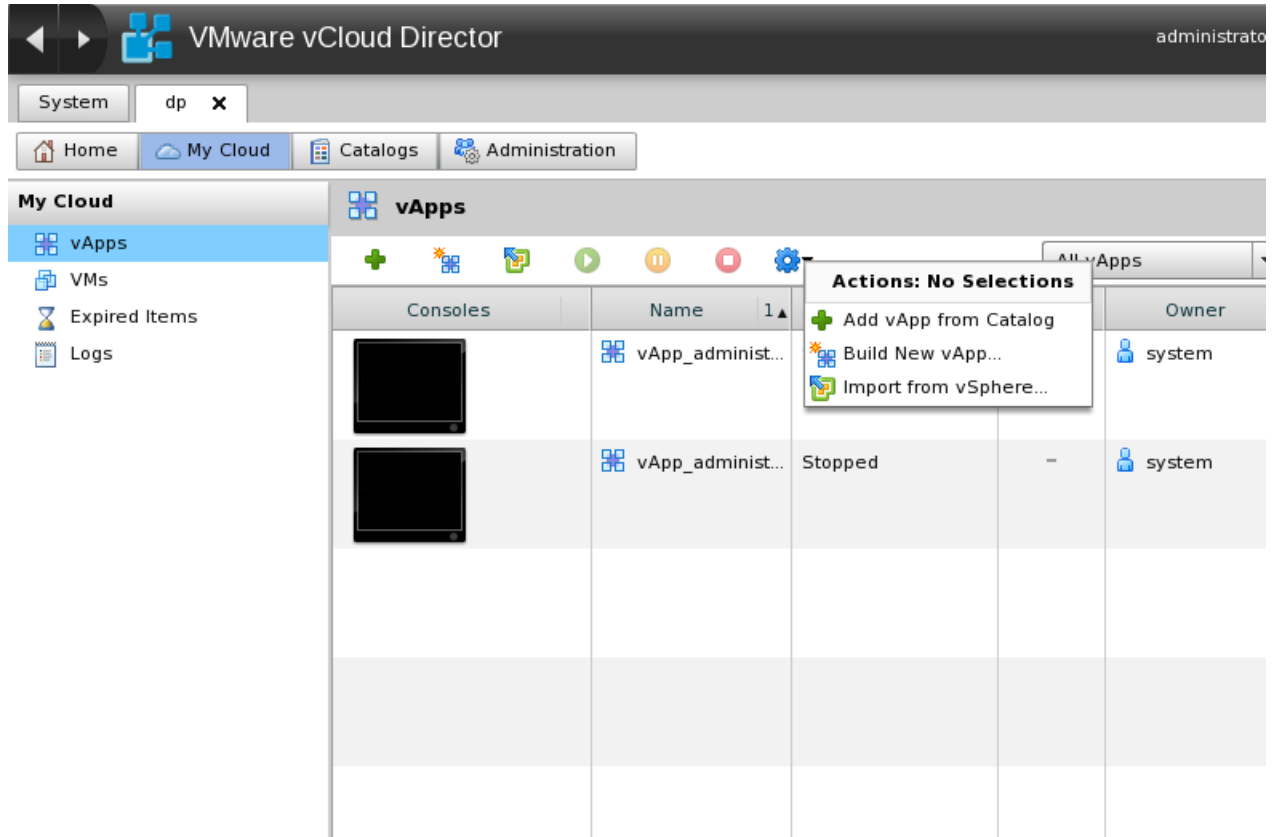 VMware vCloud Director
administrato
System
dp
Home
My Cloud
Catalogs
Administration
My Cloud
vApps
VMs
Expired Items
Logs
vApps
All vApps
Consoles
Name
1
Owner
Actions: No Selections
Add vApp from Catalog
Build New vApp...
Import from vSphere...
vApp_administ...
system
vApp_administ...
Stopped
-
system